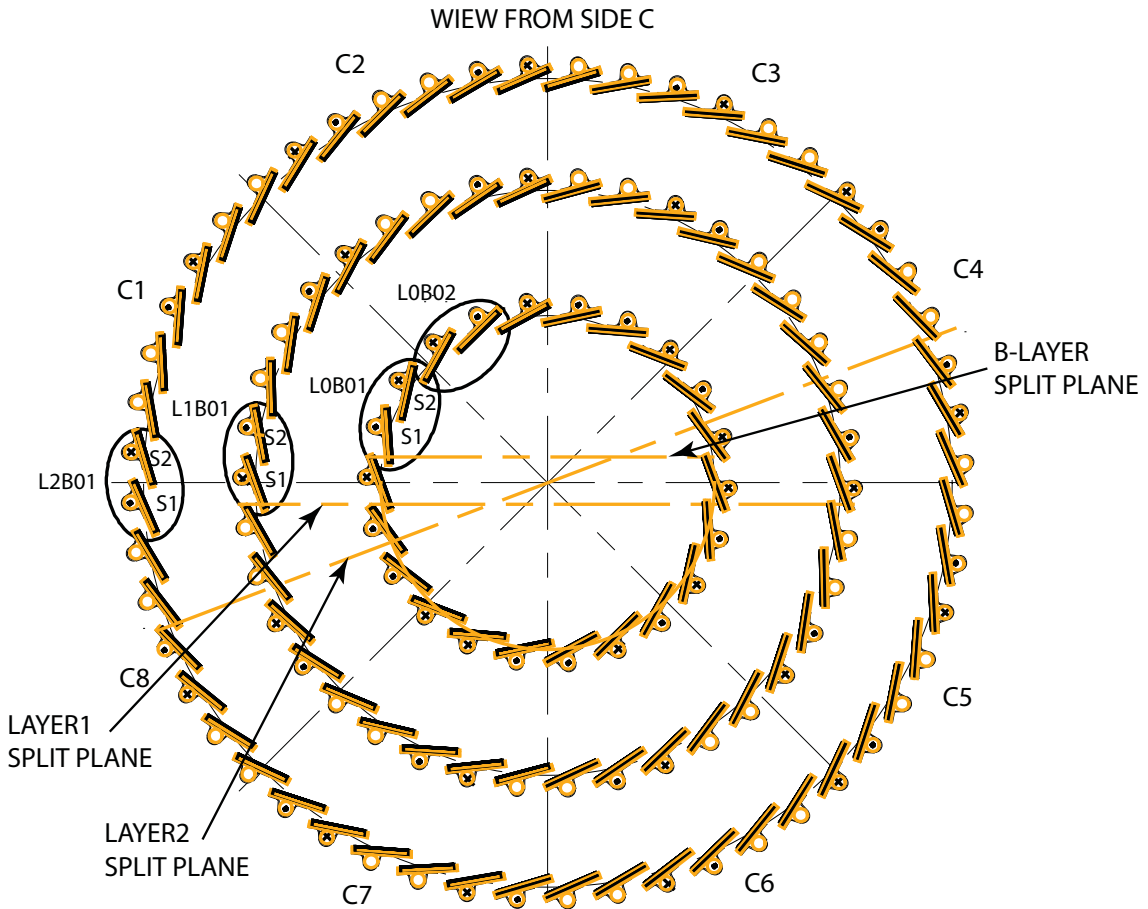 WIEW FROM SIDE C
C2
C3
C1
C4
L0B02
B-LAYER
SPLIT PLANE
L0B01
S2
S1
L1B01
S2
S1
L2B01
S2
S1
C8
C5
LAYER1
SPLIT PLANE
LAYER2
SPLIT PLANE
C7
C6